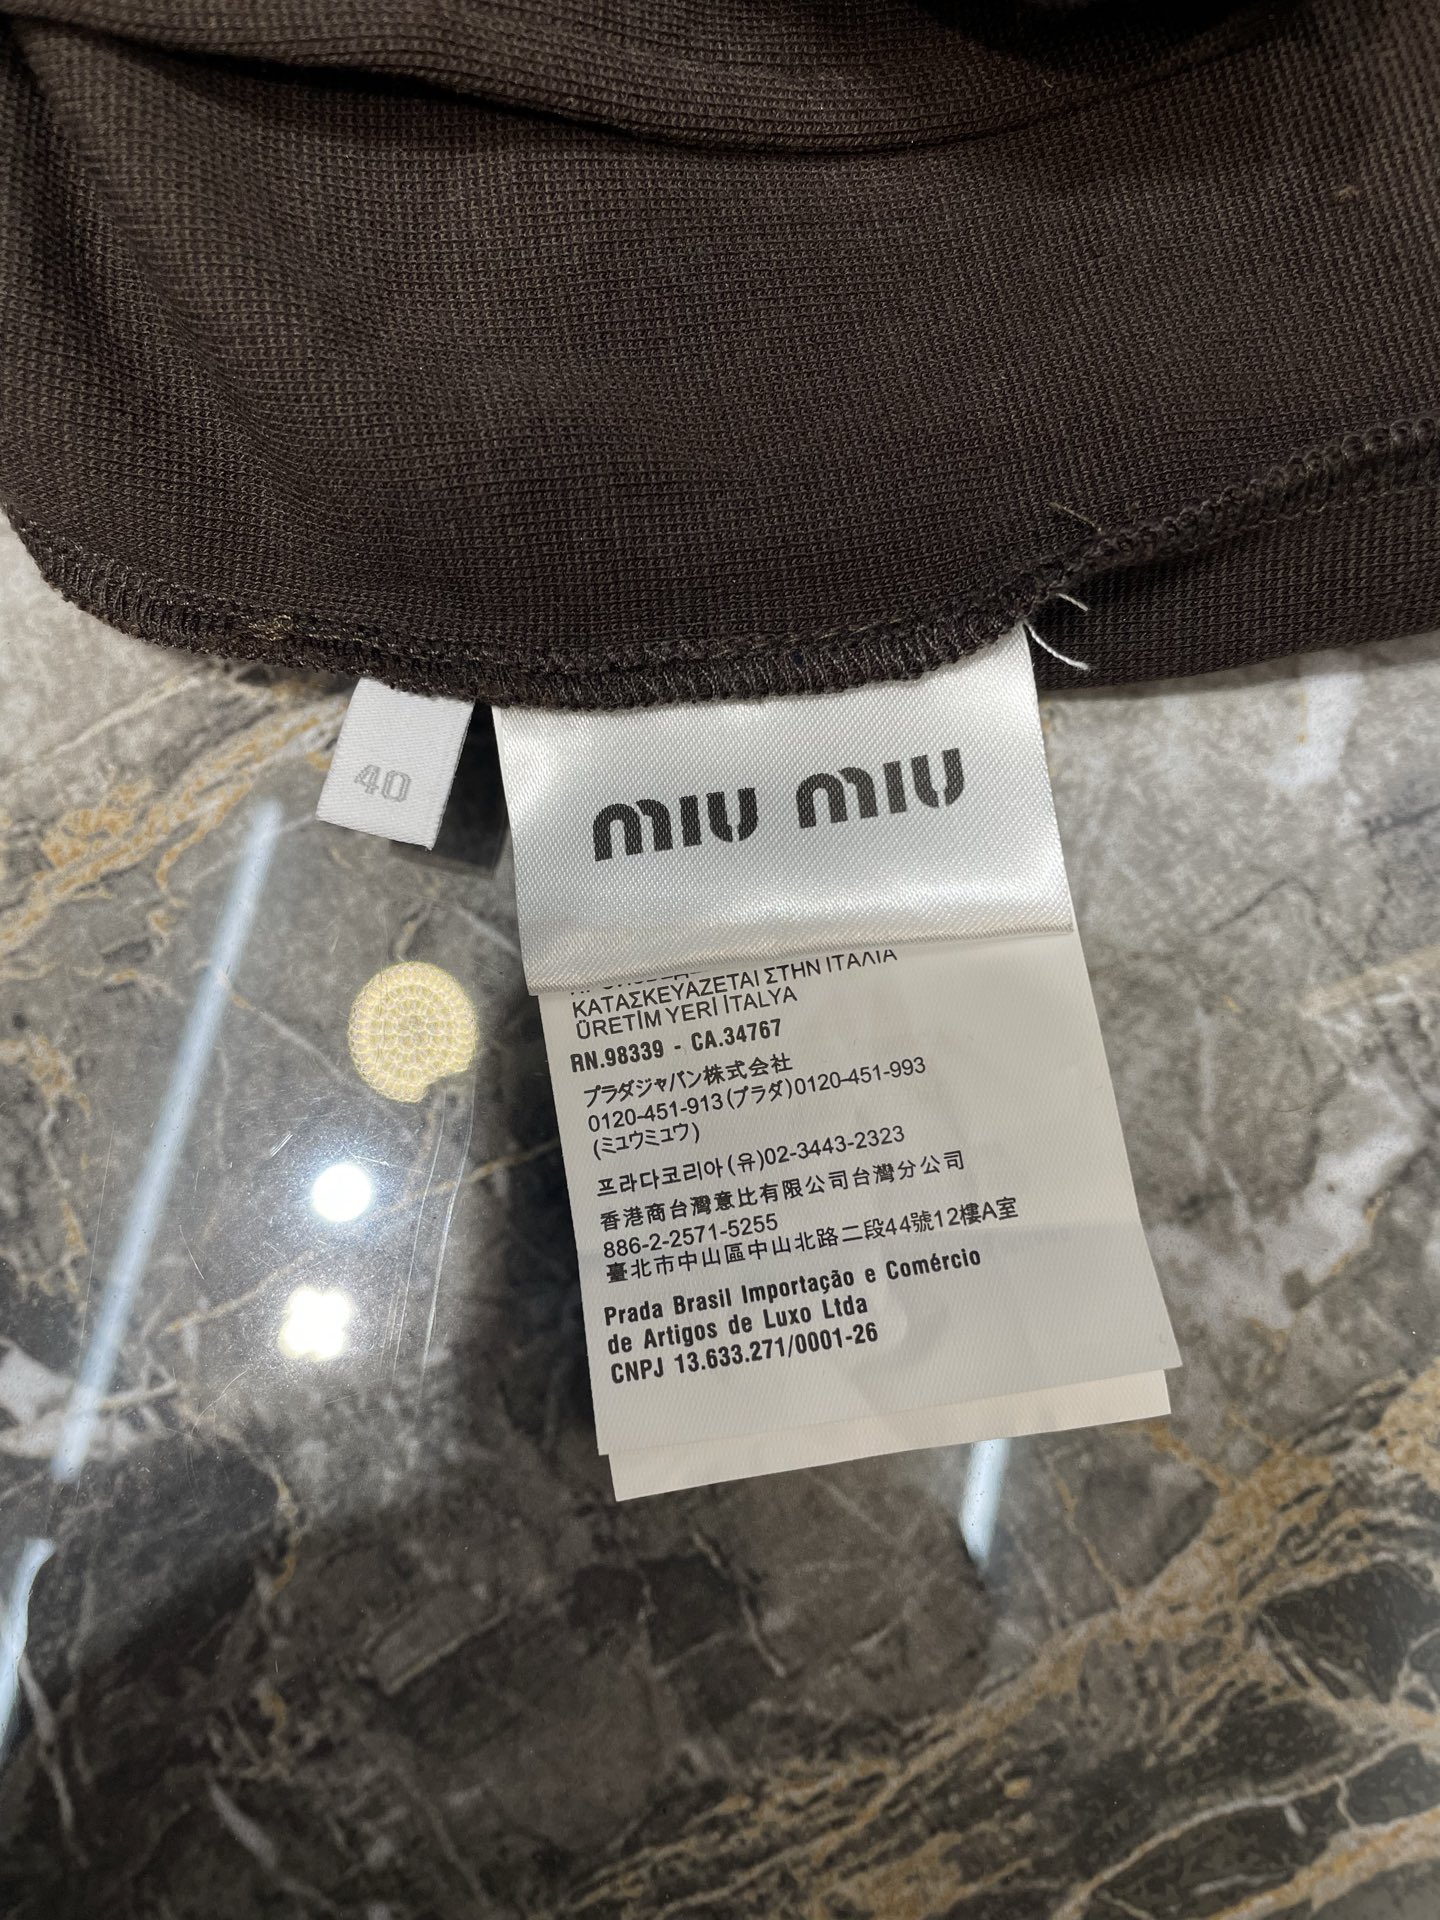 40
miu miu
ΚΑΤΑΣΚΕΥΑΖΕΤΑΙ ΣΤΗΝ ΙΤΑΛΙΑ
ÜRETİM YERİ İTALYA
RN.98339 - CA.34767
プラダジャパン株式会社
0120-451-913(プラダ)0120-451-993
(ミュウミュウ)
프라다코리아(유)02-3443-2323
香港商台灣意比有限公司台灣分公司
886-2-2571-5255
臺北市中山區中山北路二段44號12樓A室
Prada Brasil Importação e Comércio
de Artigos de Luxo Ltda
CNPJ 13.633.271/0001-26